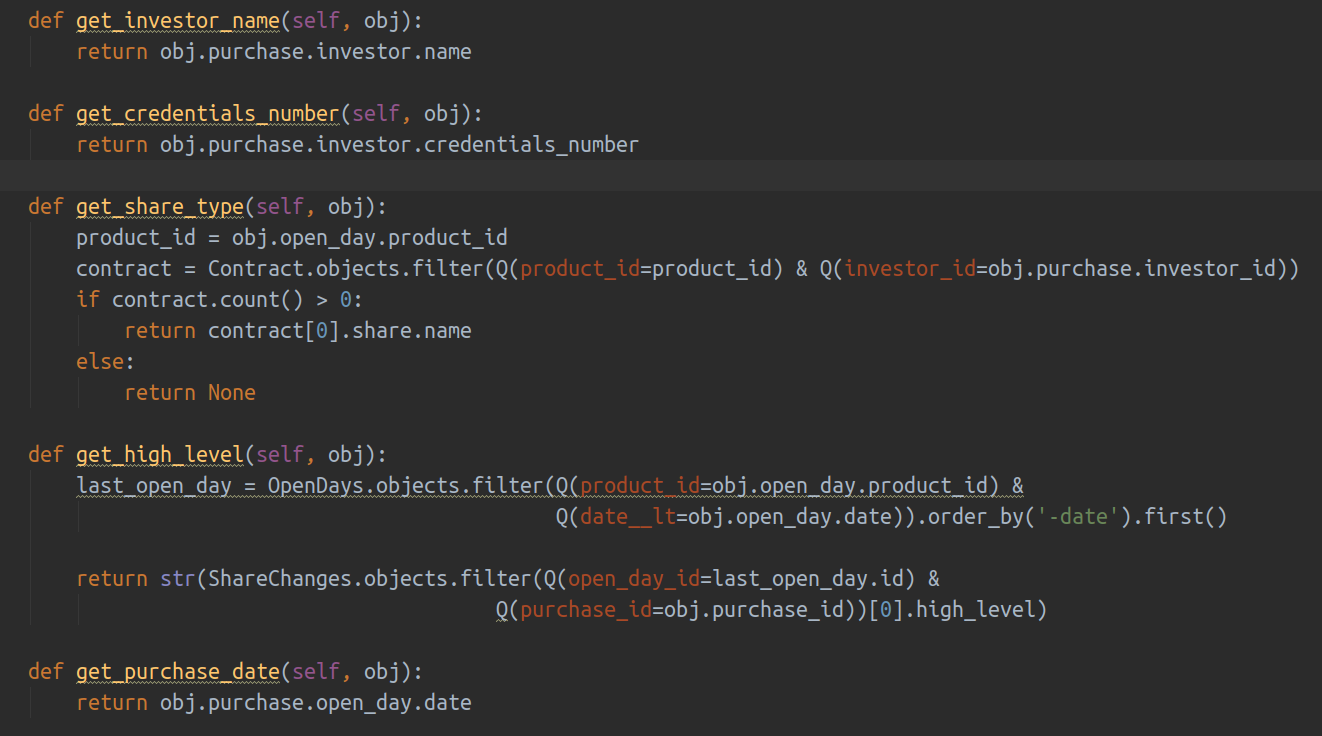 def get_investor_name(self, obj):
    return obj.purchase.investor.name

def get_credentials_number(self, obj):
    return obj.purchase.investor.credentials_number

def get_share_type(self, obj):
    product_id = obj.open_day.product_id
    contract = Contract.objects.filter(Q(product_id=product_id) & Q(investor_id=obj.purchase.investor_id))
    if contract.count() > 0:
        return contract[0].share.name
    else:
        return None

def get_high_level(self, obj):
    last_open_day = OpenDays.objects.filter(Q(product_id=obj.open_day.product_id) &
                                            Q(date__lt=obj.open_day.date)).order_by('-date').first()

    return str(ShareChanges.objects.filter(Q(open_day_id=last_open_day.id) &
                                       Q(purchase_id=obj.purchase_id))[0].high_level)

def get_purchase_date(self, obj):
    return obj.purchase.open_day.date